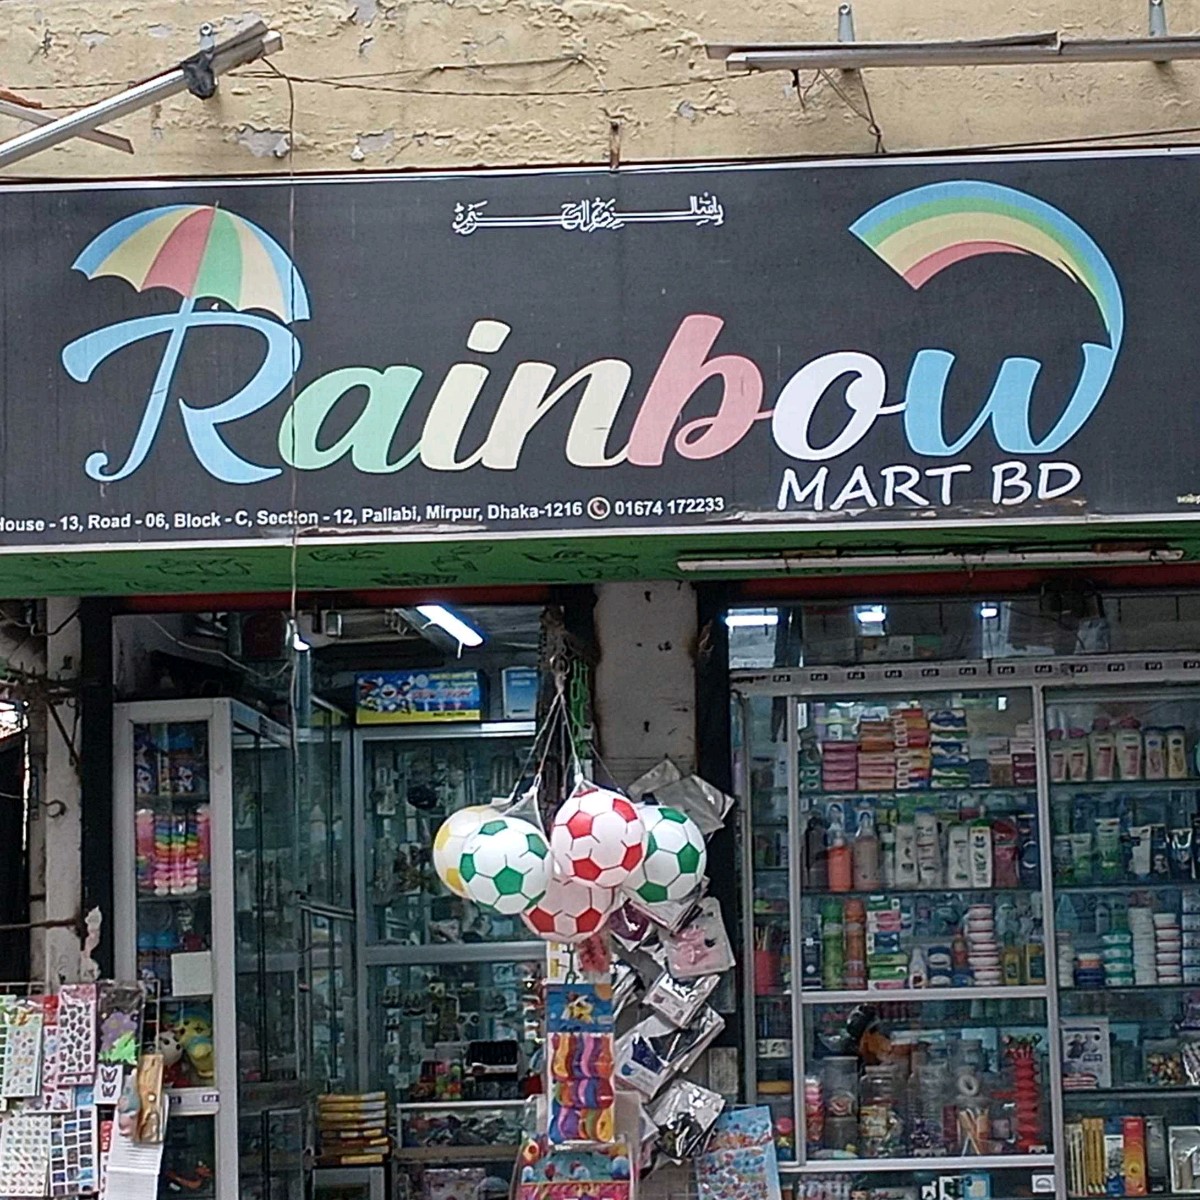 بسم الله الرحمن الرحيم
Rainbow
MART BD
House - 13, Road - 06, Block - C, Section - 12, Pallabi, Mirpur, Dhaka-1216 01674 172233